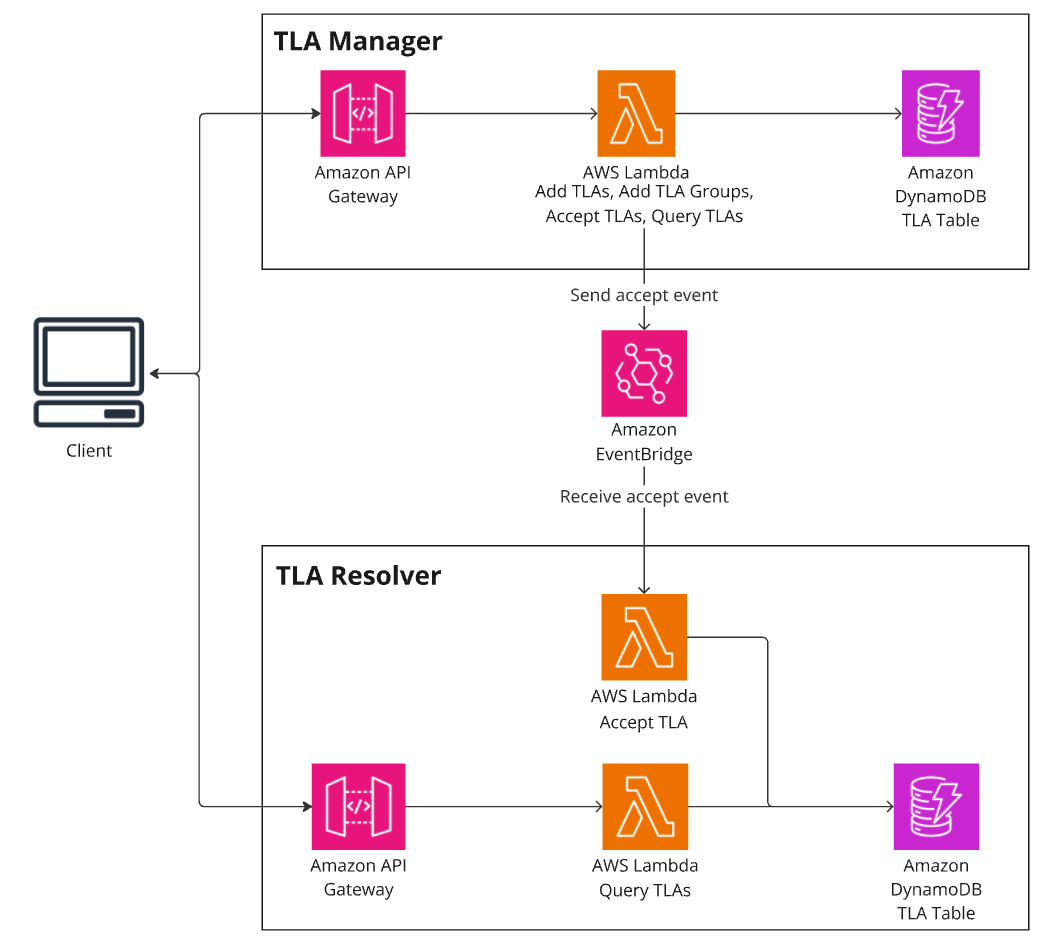 TLA Manager
Amazon API
Gateway
AWS Lambda
Add TLAs, Add TLA Groups,
Accept TLAs, Query TLAs
Amazon
DynamoDB
TLA Table
Send accept event
Amazon
EventBridge
Client
Receive accept event
TLA Resolver
AWS Lambda
Accept TLA
Amazon API
Gateway
AWS Lambda
Query TLAs
Amazon
DynamoDB
TLA Table